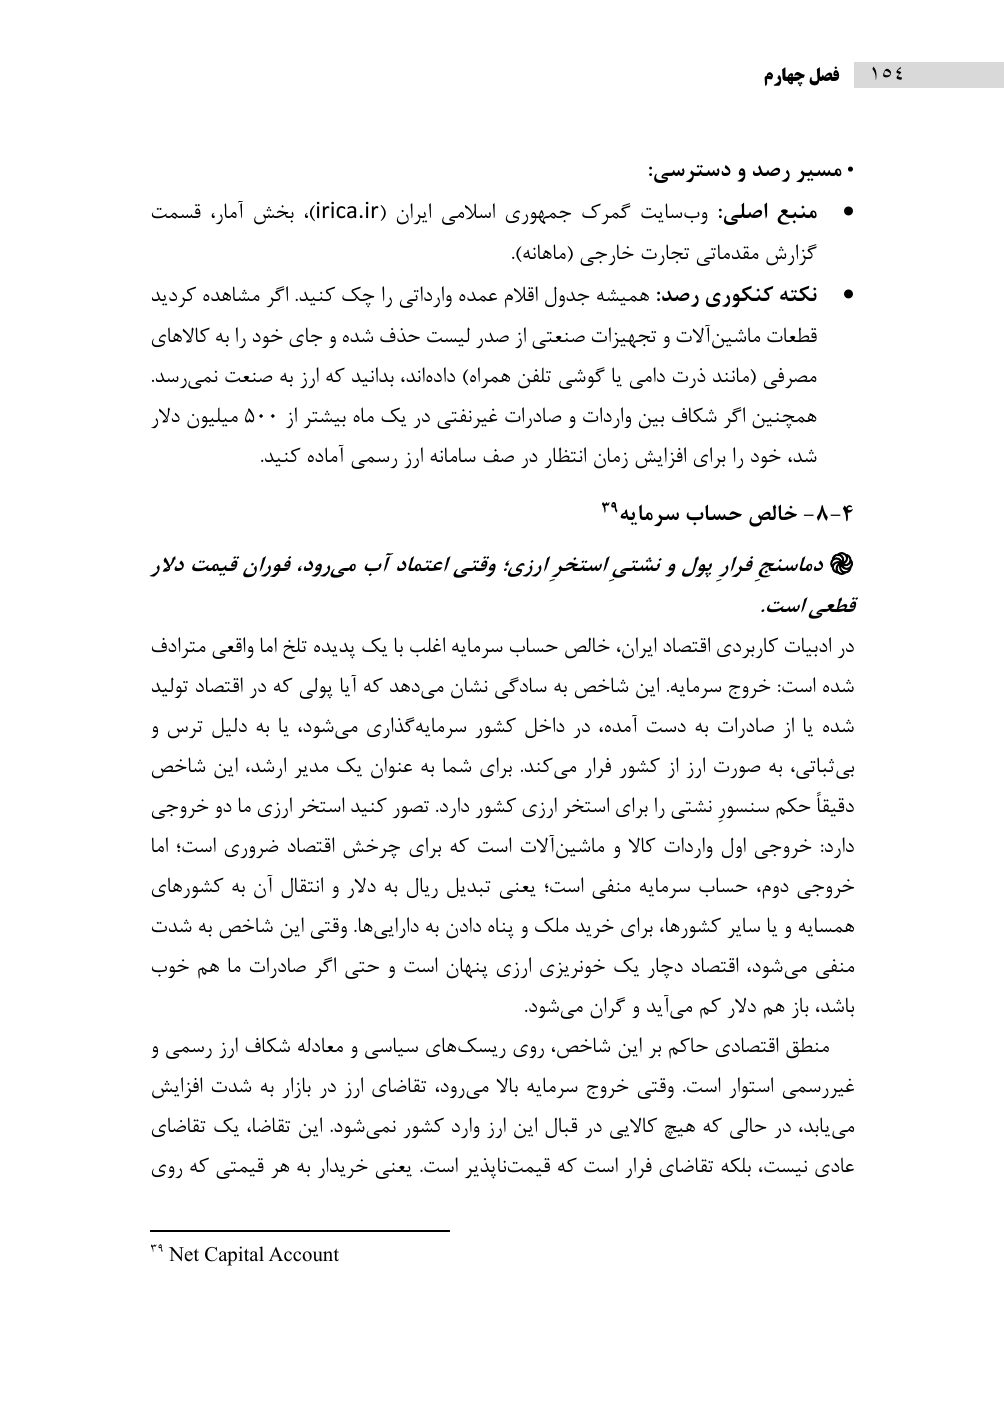 ۱۵۴ فصل چهارم
• مسیر رصد و دسترسی:
● منبع اصلی: وب‌سایت گمرک جمهوری اسلامی ایران (irica.ir)، بخش آمار، قسمت
گزارش مقدماتی تجارت خارجی (ماهانه).
● نکته کنکوری رصد: همیشه جدول اقلام عمده وارداتی را چک کنید. اگر مشاهده کردید
قطعات ماشین‌آلات و تجهیزات صنعتی از صدر لیست حذف شده و جای خود را به کالاهای
مصرفی (مانند ذرت دامی یا گوشی تلفن همراه) داده‌اند، بدانید که ارز به صنعت نمی‌رسد.
همچنین اگر شکاف بین واردات و صادرات غیرنفتی در یک ماه بیشتر از ۵۰۰ میلیون دلار
شد، خود را برای افزایش زمان انتظار در صف سامانه ارز رسمی آماده کنید.
۴-۸- خالص حساب سرمایه۳۹
دماسنجِ فرارِ پول و نشتیِ استخرِ ارزی؛ وقتی اعتماد آب می‌رود، فوران قیمت دلار
قطعی است.
در ادبیات کاربردی اقتصاد ایران، خالص حساب سرمایه اغلب با یک پدیده تلخ اما واقعی مترادف
شده است: خروج سرمایه. این شاخص به سادگی نشان می‌دهد که آیا پولی که در اقتصاد تولید
شده یا از صادرات به دست آمده، در داخل کشور سرمایه‌گذاری می‌شود، یا به دلیل ترس و
بی‌ثباتی، به صورت ارز از کشور فرار می‌کند. برای شما به عنوان یک مدیر ارشد، این شاخص
دقیقاً حکم سنسورِ نشتی را برای استخر ارزی کشور دارد. تصور کنید استخر ارزی ما دو خروجی
دارد: خروجی اول واردات کالا و ماشین‌آلات است که برای چرخش اقتصاد ضروری است؛ اما
خروجی دوم، حساب سرمایه منفی است؛ یعنی تبدیل ریال به دلار و انتقال آن به کشورهای
همسایه و یا سایر کشورها، برای خرید ملک و پناه دادن به دارایی‌ها. وقتی این شاخص به شدت
منفی می‌شود، اقتصاد دچار یک خونریزی ارزی پنهان است و حتی اگر صادرات ما هم خوب
باشد، باز هم دلار کم می‌آید و گران می‌شود.
منطق اقتصادی حاکم بر این شاخص، روی ریسک‌های سیاسی و معادله شکاف ارز رسمی و
غیررسمی استوار است. وقتی خروج سرمایه بالا می‌رود، تقاضای ارز در بازار به شدت افزایش
می‌یابد، در حالی که هیچ کالایی در قبال این ارز وارد کشور نمی‌شود. این تقاضا، یک تقاضای
عادی نیست، بلکه تقاضای فرار است که قیمت‌ناپذیر است. یعنی خریدار به هر قیمتی که روی
۳۹ Net Capital Account